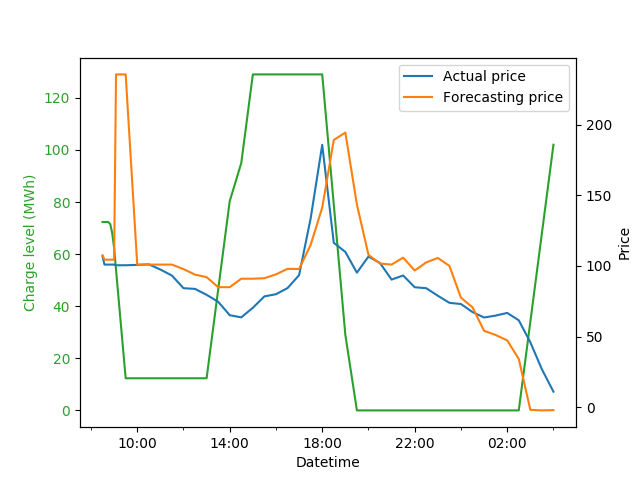 Actual price
Forecasting price
120
100
80
60
40
20
0
Charge level (MWh)
200
150
100
50
0
Price
10:00 14:00 18:00 22:00 02:00
Datetime